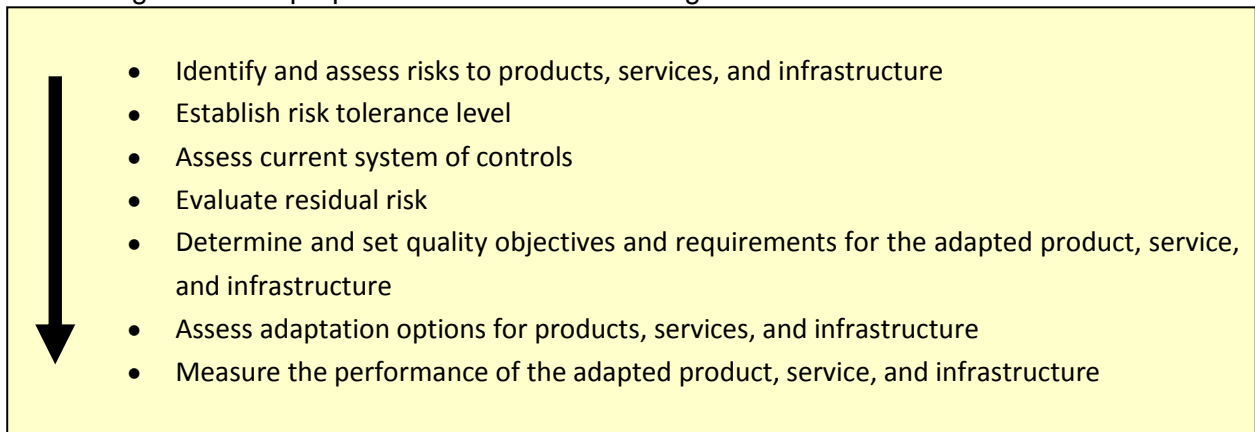 • Identify and assess risks to products, services, and infrastructure
• Establish risk tolerance level
• Assess current system of controls
• Evaluate residual risk
• Determine and set quality objectives and requirements for the adapted product, service,
and infrastructure
• Assess adaptation options for products, services, and infrastructure
• Measure the performance of the adapted product, service, and infrastructure